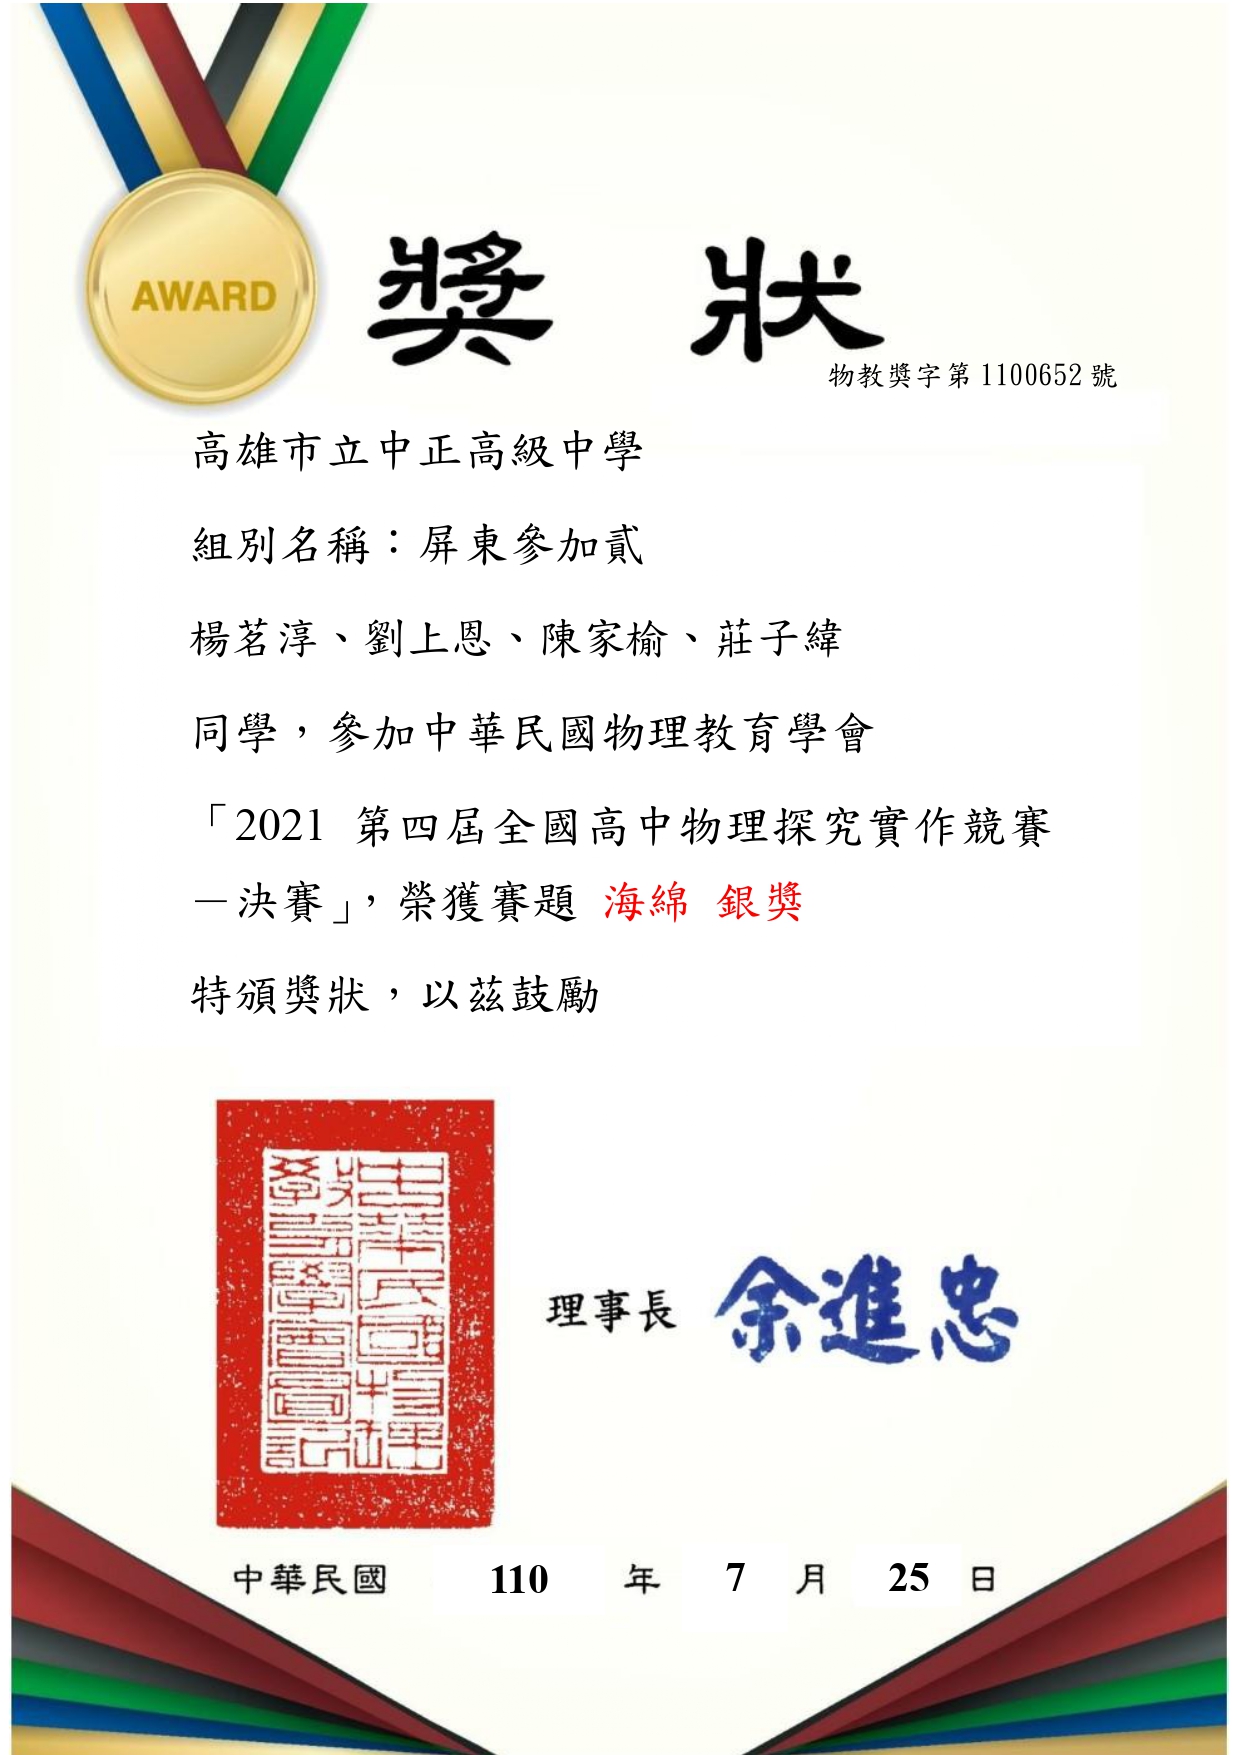 AWARD
獎狀
物教獎字第 1100652 號
高雄市立中正高級中學
組別名稱：屏東參加貳
楊茗淳、劉上恩、陳家榆、莊子緯
同學，參加中華民國物理教育學會
「2021 第四屆全國高中物理探究實作競賽
－決賽」，榮獲賽題 海綿 銀獎
特頒獎狀，以茲鼓勵
中華民國物理
教育學會
理事長 余進忠
中華民國 110 年 7 月 25 日